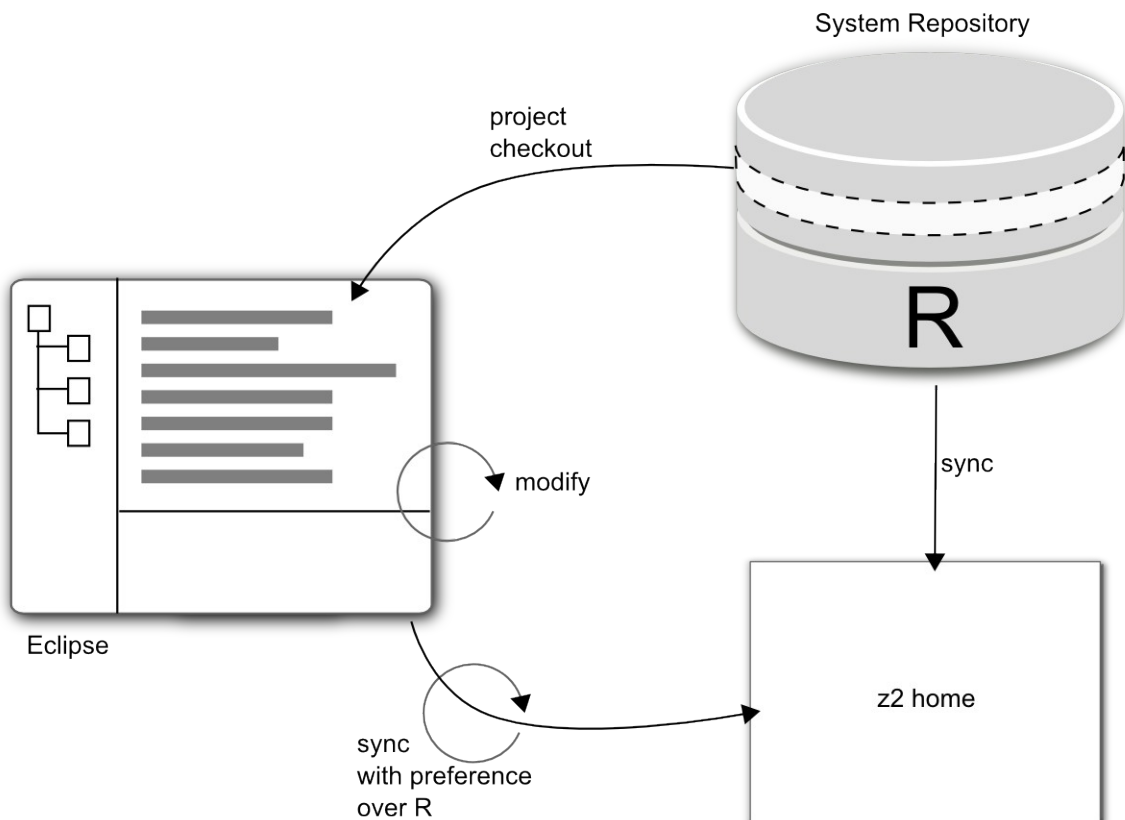 System Repository
project
checkout
R
modify
sync
Eclipse
z2 home
sync
with preference
over R